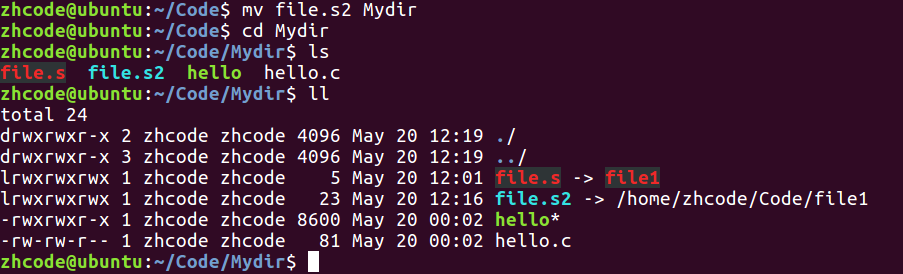 zhcode@ubuntu:~/Code$ mv file.s2 Mydir
zhcode@ubuntu:~/Code$ cd Mydir
zhcode@ubuntu:~/Code/Mydir$ ls
file.s  file.s2  hello  hello.c
zhcode@ubuntu:~/Code/Mydir$ ll
total 24
drwxrwxr-x 2 zhcode zhcode 4096 May 20 12:19 ./
drwxrwxr-x 3 zhcode zhcode 4096 May 20 12:19 ../
lrwxrwxrwx 1 zhcode zhcode    5 May 20 12:01 file.s -> file1
lrwxrwxrwx 1 zhcode zhcode   23 May 20 12:16 file.s2 -> /home/zhcode/Code/file1
-rwxrwxr-x 1 zhcode zhcode 8600 May 20 00:02 hello*
-rw-rw-r-- 1 zhcode zhcode   81 May 20 00:02 hello.c
zhcode@ubuntu:~/Code/Mydir$